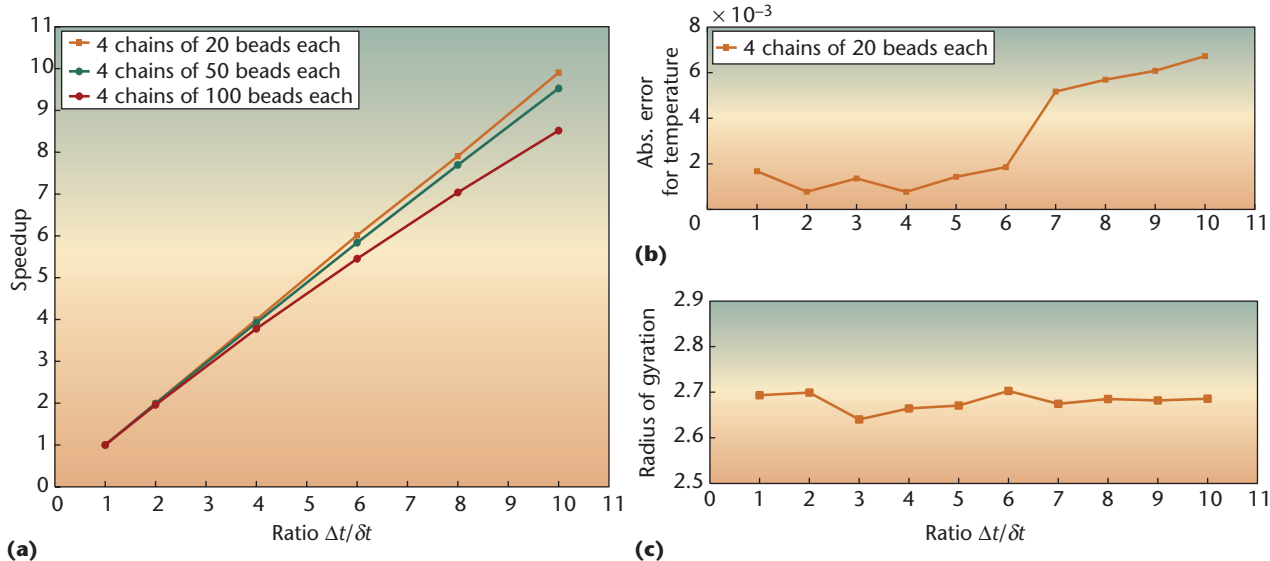 11
10
9
8
7
6
5
4
3
2
1
0
Speedup
4 chains of 20 beads each
4 chains of 50 beads each
4 chains of 100 beads each
0 1 2 3 4 5 6 7 8 9 10 11
Ratio Δt/δt
(a)
× 10⁻³
8
6
4
2
0
Abs. error
for temperature
4 chains of 20 beads each
1 2 3 4 5 6 7 8 9 10 11
(b)
2.9
2.8
2.7
2.6
2.5
Radius of gyration
0 1 2 3 4 5 6 7 8 9 10 11
Ratio Δt/δt
(c)